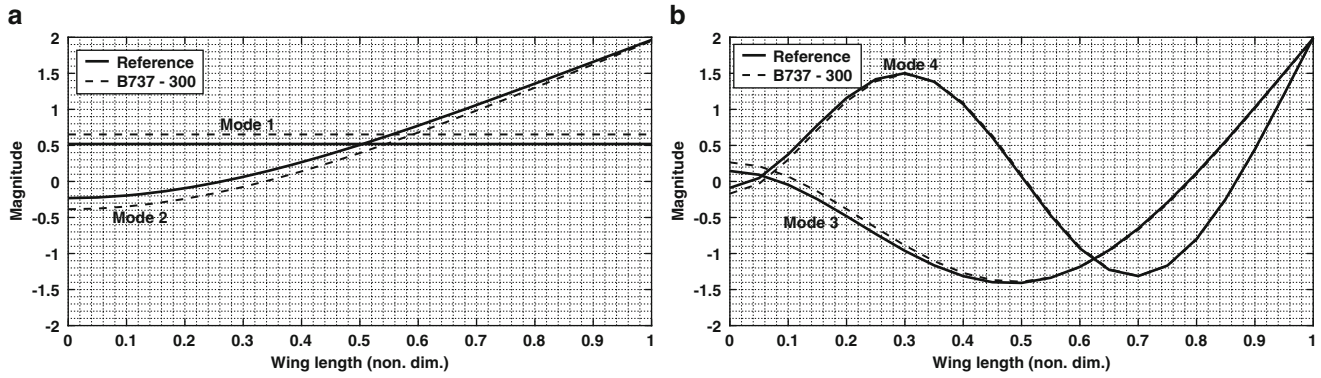 a
2
1.5
1
0.5
0
-0.5
-1
-1.5
-2
Magnitude
Reference
B737 - 300
Mode 1
Mode 2
0 0.1 0.2 0.3 0.4 0.5 0.6 0.7 0.8 0.9 1
Wing length (non. dim.)
b
2
1.5
1
0.5
0
-0.5
-1
-1.5
-2
Magnitude
Reference
B737 - 300
Mode 4
Mode 3
0 0.1 0.2 0.3 0.4 0.5 0.6 0.7 0.8 0.9 1
Wing length (non. dim.)